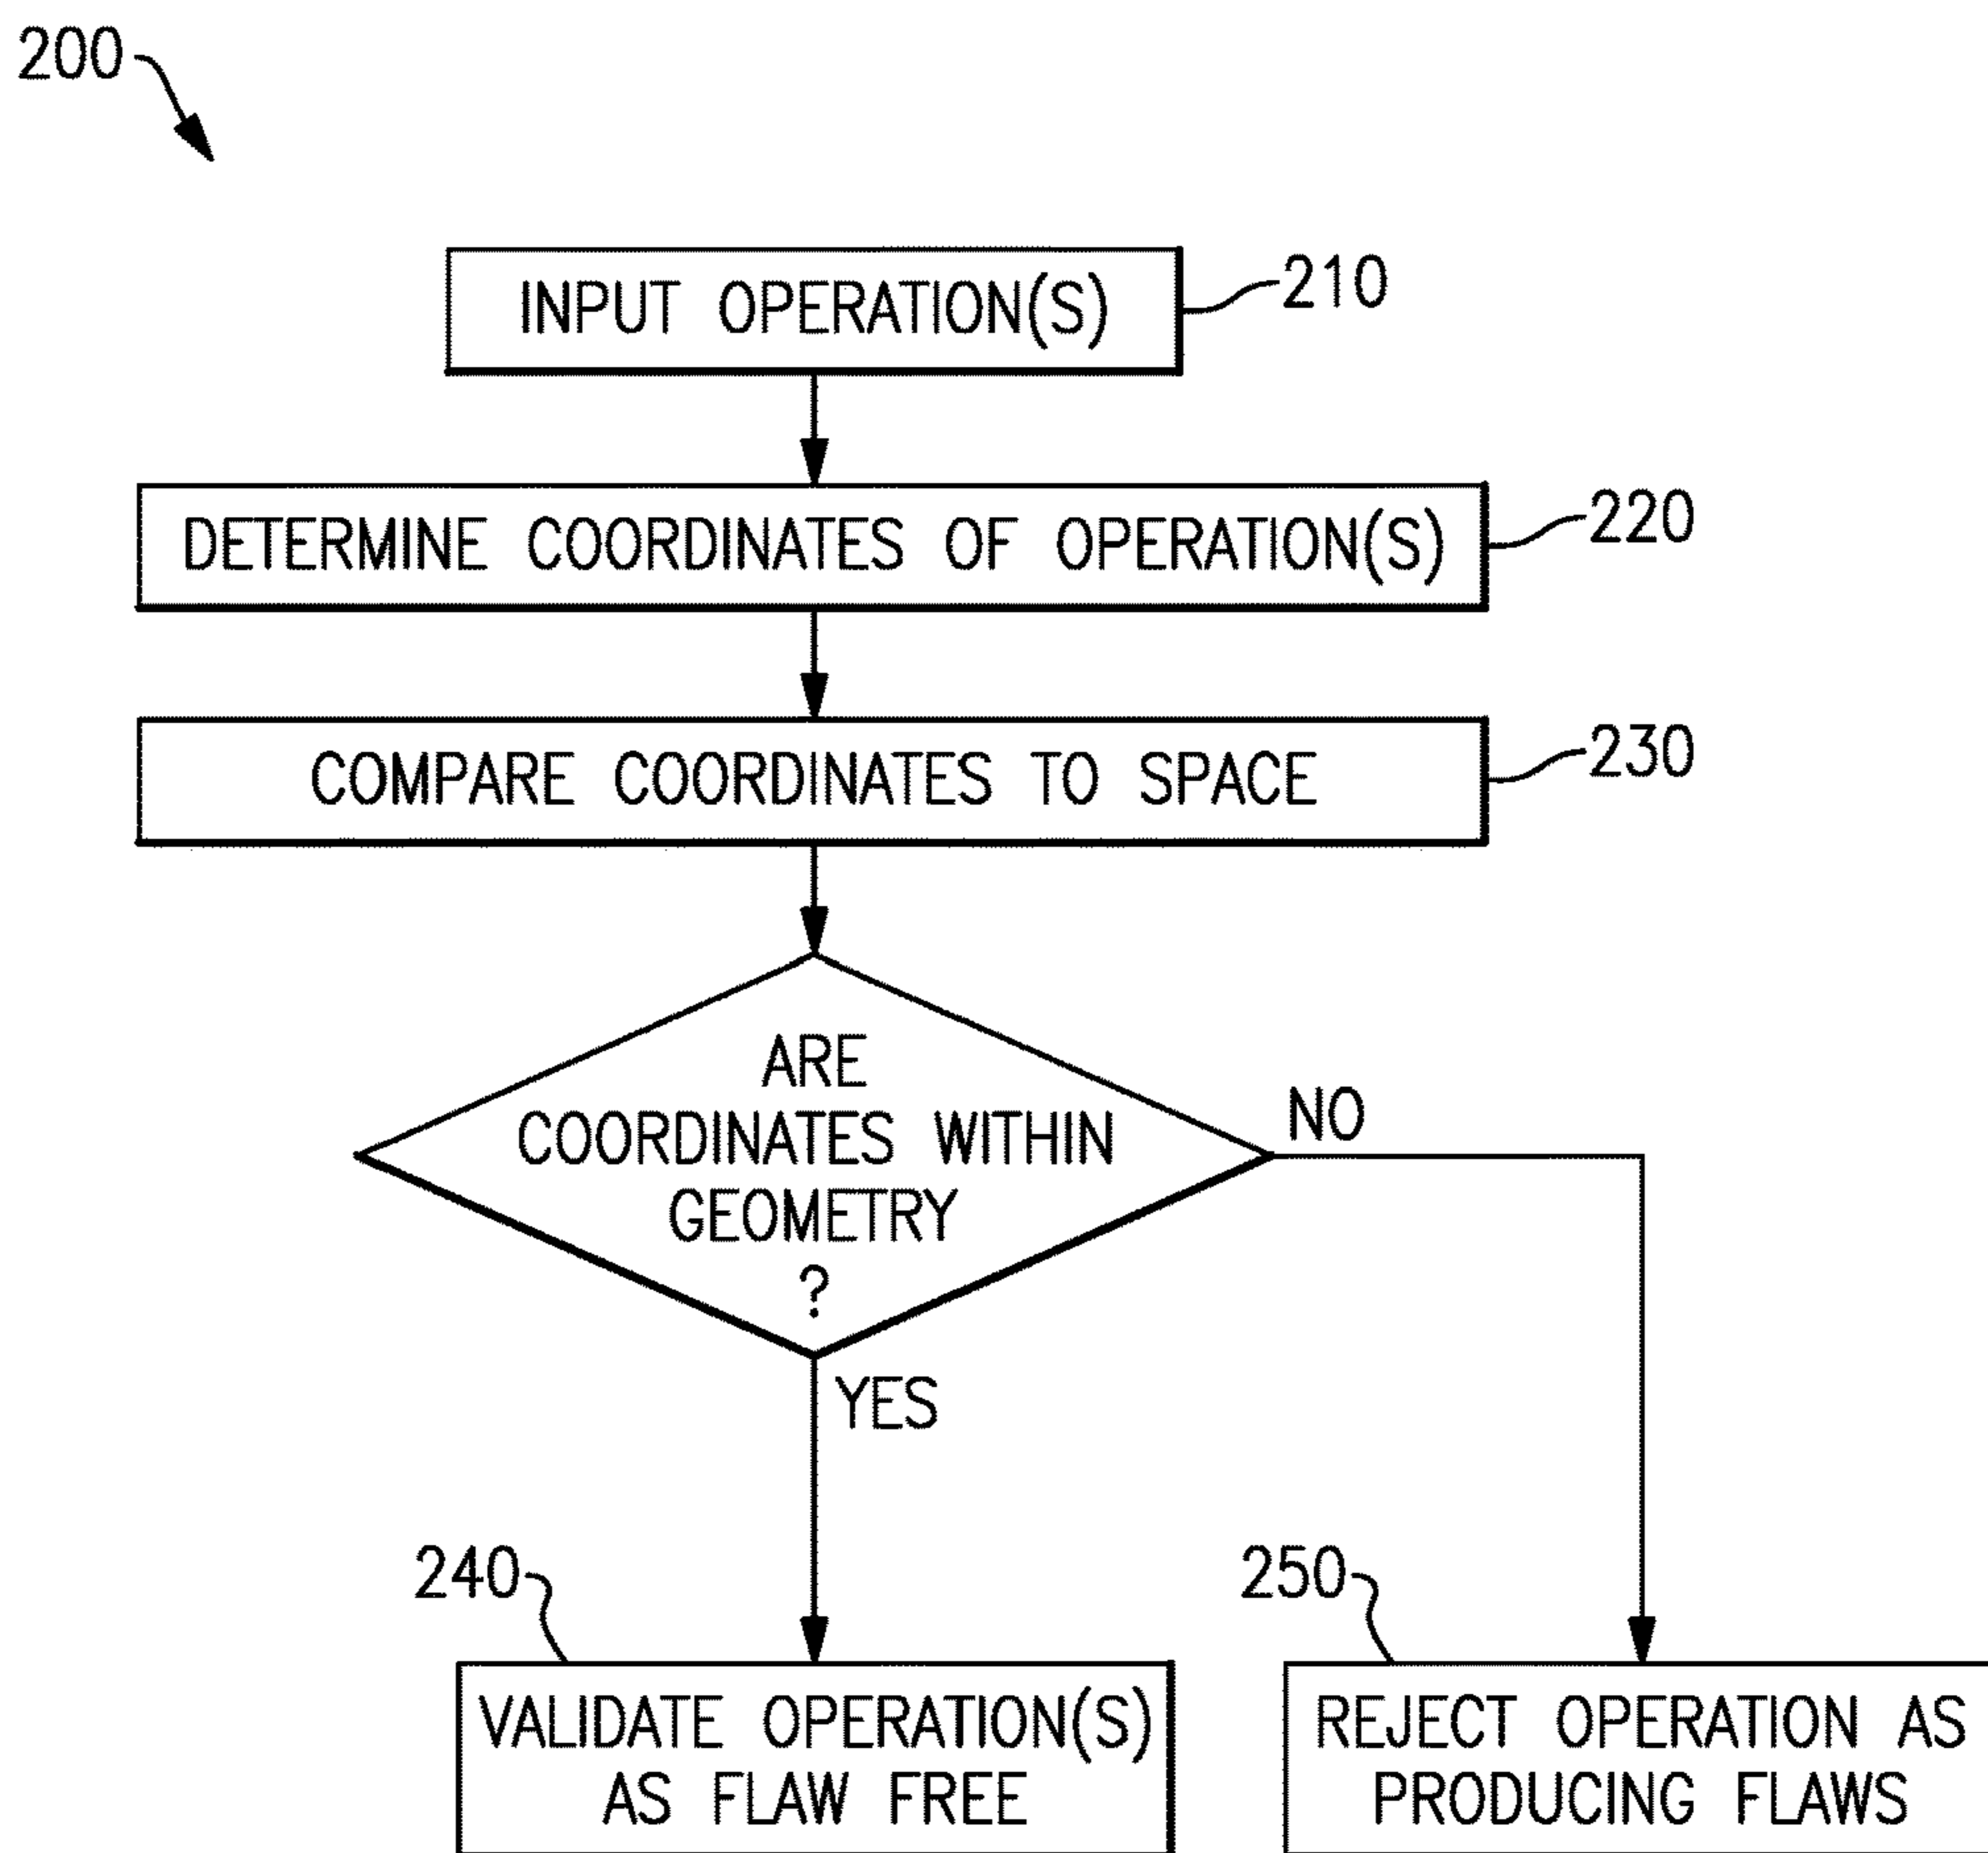 200
INPUT OPERATION(S)
210
DETERMINE COORDINATES OF OPERATION(S)
220
COMPARE COORDINATES TO SPACE
230
ARE
COORDINATES WITHIN
GEOMETRY
?
NO
YES
240
VALIDATE OPERATION(S)
AS FLAW FREE
250
REJECT OPERATION AS
PRODUCING FLAWS